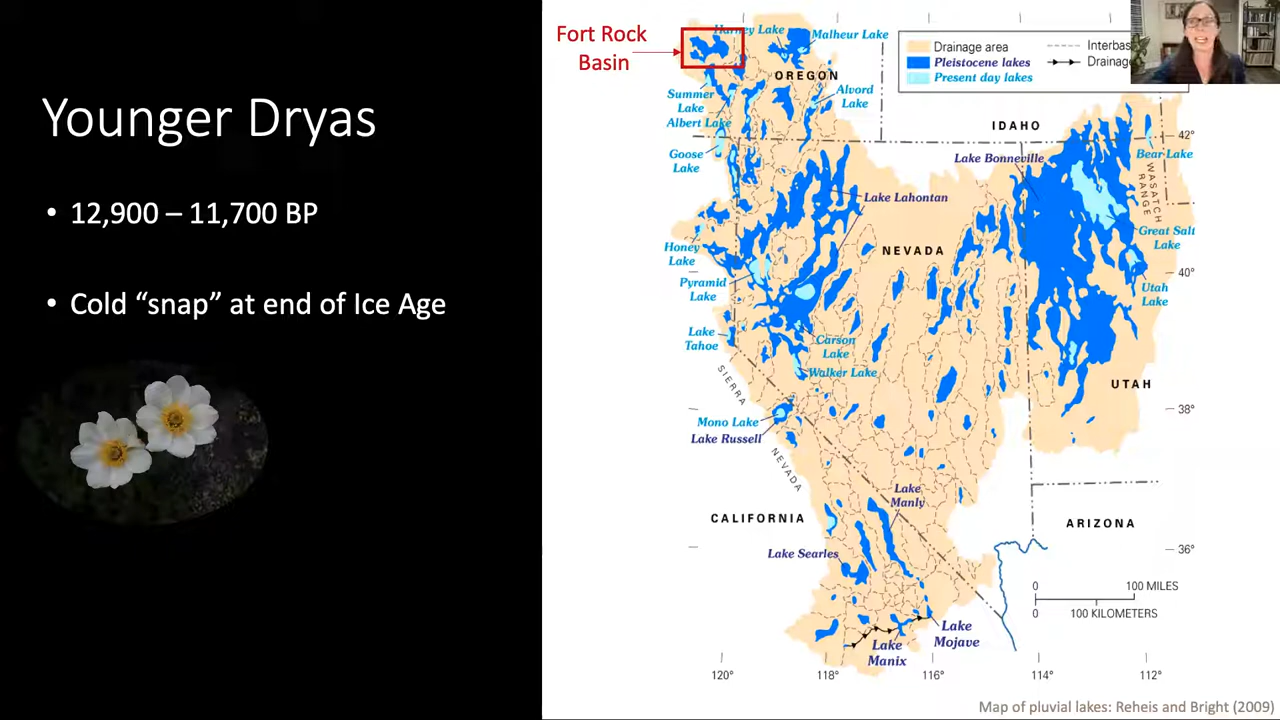 Younger Dryas
• 12,900 – 11,700 BP
• Cold “snap” at end of Ice Age
Fort Rock
Basin
Harney Lake
Malheur Lake
OREGON
Summer
Lake
Albert Lake
Alvord
Lake
Goose
Lake
Drainage area
Pleistocene lakes
Present day lakes
Interbas
Drainage
IDAHO
42°
Lake Bonneville
Bear Lake
WASATCH
RANGE
Lake Lahontan
Great Salt
Lake
Honey
Lake
NEVADA
40°
Pyramid
Lake
Utah
Lake
Lake
Tahoe
Carson
Lake
Walker Lake
SIERRA
NEVADA
UTAH
38°
Mono Lake
Lake Russell
Lake
Manly
CALIFORNIA
ARIZONA
Lake Searles
36°
0
100 MILES
0
100 KILOMETERS
Lake
Mojave
Lake
Manix
120°
118°
116°
114°
112°
Map of pluvial lakes: Reheis and Bright (2009)